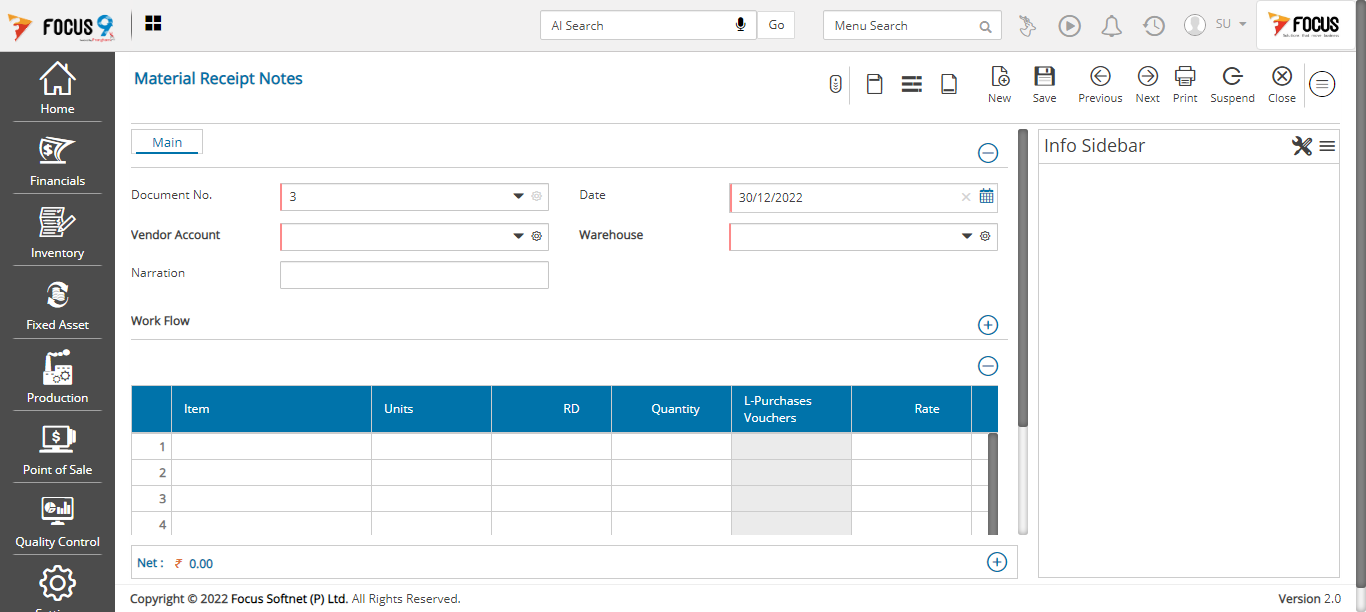 FOCUS 9
AI Search
Go
Menu Search
SU
FOCUS
Home
Financials
Inventory
Fixed Asset
Production
Point of Sale
Quality Control
Material Receipt Notes
New
Save
Previous
Next
Print
Suspend
Close
Main
Document No.
3
Date
30/12/2022
Vendor Account
Warehouse
Narration
Work Flow
Item
Units
RD
Quantity
L-Purchases
Vouchers
Rate
1
2
3
4
Net : ₹ 0.00
Info Sidebar
Copyright © 2022 Focus Softnet (P) Ltd. All Rights Reserved.
Version 2.0